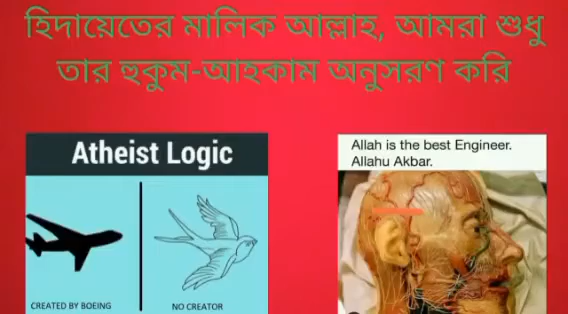 হিদায়েতের মালিক আল্লাহ, আমরা শুধু
তার হুকুম-আহকাম অনুসরণ করি
Atheist Logic
CREATED BY BOEING
NO CREATOR
Allah is the best Engineer.
Allahu Akbar.